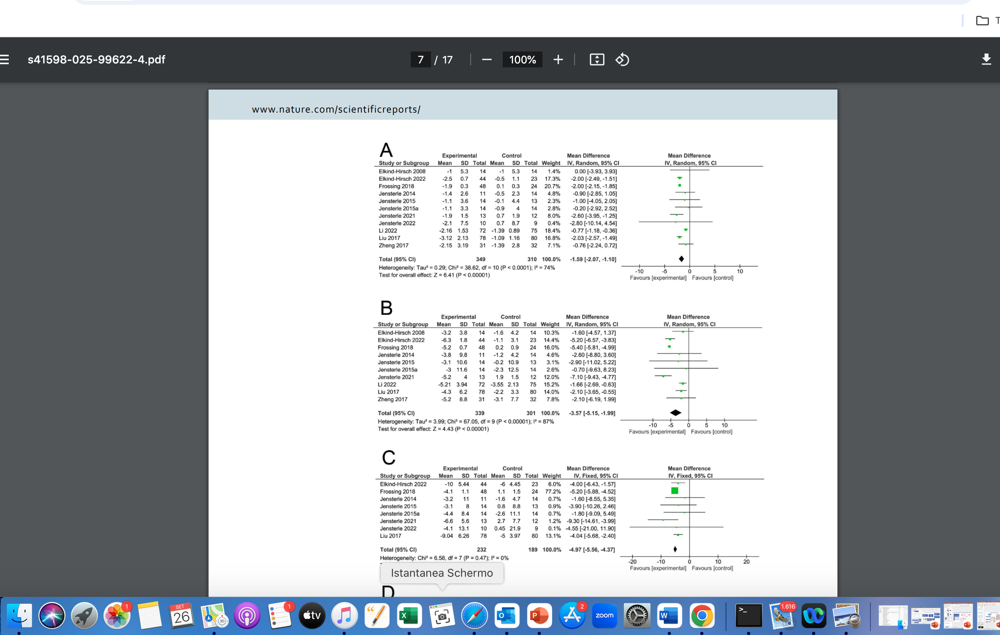 s41598-025-99622-4.pdf
7 / 17
100%
www.nature.com/scientificreports/
A
Experimental Control Mean Difference Mean Difference
Study or Subgroup Mean SD Total Mean SD Total Weight IV, Random, 95% CI IV, Random, 95% CI
Elkind-Hirsch 2008 -1 5.3 14 -1 5.3 14 1.4% 0.00 [-3.93, 3.93]
Elkind-Hirsch 2022 -2.5 0.7 44 -0.5 1.1 23 17.3% -2.00 [-2.49, -1.51]
Frossing 2018 -1.9 0.3 48 0.1 0.3 24 20.7% -2.00 [-2.15, -1.85]
Jensterle 2014 -1.4 2.6 11 -0.5 2.3 14 4.8% -0.90 [-2.85, 1.05]
Jensterle 2015 -1.1 3.6 14 -0.1 4.4 13 2.3% -1.00 [-4.05, 2.05]
Jensterle 2015a -1.1 3.3 14 -0.9 4 14 2.8% -0.20 [-2.92, 2.52]
Jensterle 2021 -1.9 1.5 13 0.7 1.9 12 8.0% -2.60 [-3.95, -1.25]
Jensterle 2022 -2.1 7.5 10 0.7 8.7 9 0.4% -2.80 [-10.14, 4.54]
Li 2022 -2.16 1.53 72 -1.39 0.89 75 18.4% -0.77 [-1.18, -0.36]
Liu 2017 -3.12 2.13 78 -1.09 1.16 80 16.8% -2.03 [-2.57, -1.49]
Zheng 2017 -2.15 3.19 31 -1.39 2.8 32 7.1% -0.76 [-2.24, 0.72]
Total (95% CI) 349 310 100.0% -1.59 [-2.07, -1.10]
Heterogeneity: Tau² = 0.29; Chi² = 38.62, df = 10 (P < 0.0001); I² = 74%
Test for overall effect: Z = 6.41 (P < 0.00001)
-10 -5 0 5 10
Favours [experimental] Favours [control]
B
Experimental Control Mean Difference Mean Difference
Study or Subgroup Mean SD Total Mean SD Total Weight IV, Random, 95% CI IV, Random, 95% CI
Elkind-Hirsch 2008 -3.2 3.8 14 -1.6 4.2 14 10.3% -1.60 [-4.57, 1.37]
Elkind-Hirsch 2022 -6.3 1.8 44 -1.1 3.1 23 14.4% -5.20 [-6.57, -3.83]
Frossing 2018 -5.2 0.7 48 0.2 0.9 24 16.0% -5.40 [-5.81, -4.99]
Jensterle 2014 -3.8 9.8 11 -1.2 4.2 14 4.6% -2.60 [-8.80, 3.60]
Jensterle 2015 -3.1 10.6 14 -0.2 10.9 13 3.1% -2.90 [-11.02, 5.22]
Jensterle 2015a -3 11.6 14 -2.3 12.5 14 2.6% -0.70 [-9.63, 8.23]
Jensterle 2021 -5.2 4 13 1.9 1.5 12 12.0% -7.10 [-9.43, -4.77]
Li 2022 -5.21 3.94 72 -3.55 2.13 75 15.2% -1.66 [-2.69, -0.63]
Liu 2017 -4.3 6.2 78 -2.2 3.3 80 14.0% -2.10 [-3.65, -0.55]
Zheng 2017 -5.2 8.8 31 -3.1 7.7 32 7.8% -2.10 [-6.19, 1.99]
Total (95% CI) 339 301 100.0% -3.57 [-5.15, -1.99]
Heterogeneity: Tau² = 3.99; Chi² = 67.05, df = 9 (P < 0.00001); I² = 87%
Test for overall effect: Z = 4.43 (P < 0.00001)
-10 -5 0 5 10
Favours [experimental] Favours [control]
C
Experimental Control Mean Difference Mean Difference
Study or Subgroup Mean SD Total Mean SD Total Weight IV, Fixed, 95% CI IV, Fixed, 95% CI
Elkind-Hirsch 2022 -10 5.44 44 -6 4.45 23 6.0% -4.00 [-6.43, -1.57]
Frossing 2018 -4.1 1.1 48 1.1 1.5 24 77.2% -5.20 [-5.88, -4.52]
Jensterle 2014 -3.2 11 11 -1.6 4.7 14 0.7% -1.60 [-8.55, 5.35]
Jensterle 2015 -3.1 8 14 0.8 8.8 13 0.9% -3.90 [-10.26, 2.46]
Jensterle 2015a -4.4 8.4 14 -2.6 11.1 14 0.7% -1.80 [-9.09, 5.49]
Jensterle 2021 -6.6 5.6 13 2.7 7.7 12 1.2% -9.30 [-14.61, -3.99]
Jensterle 2022 -4.1 13.1 10 0.45 21.9 9 0.1% -4.55 [-21.00, 11.90]
Liu 2017 -9.04 6.26 78 -5 3.97 80 13.1% -4.04 [-5.68, -2.40]
Total (95% CI) 232 189 100.0% -4.97 [-5.56, -4.37]
Heterogeneity: Chi² = 6.58, df = 7 (P = 0.47); I² = 0%
-20 -10 0 10 20
Favours [experimental] Favours [control]
Istantanea Schermo
D
1
SET
26
3D
1
tv
X
O
P
2
zoom
W
>_
1.616